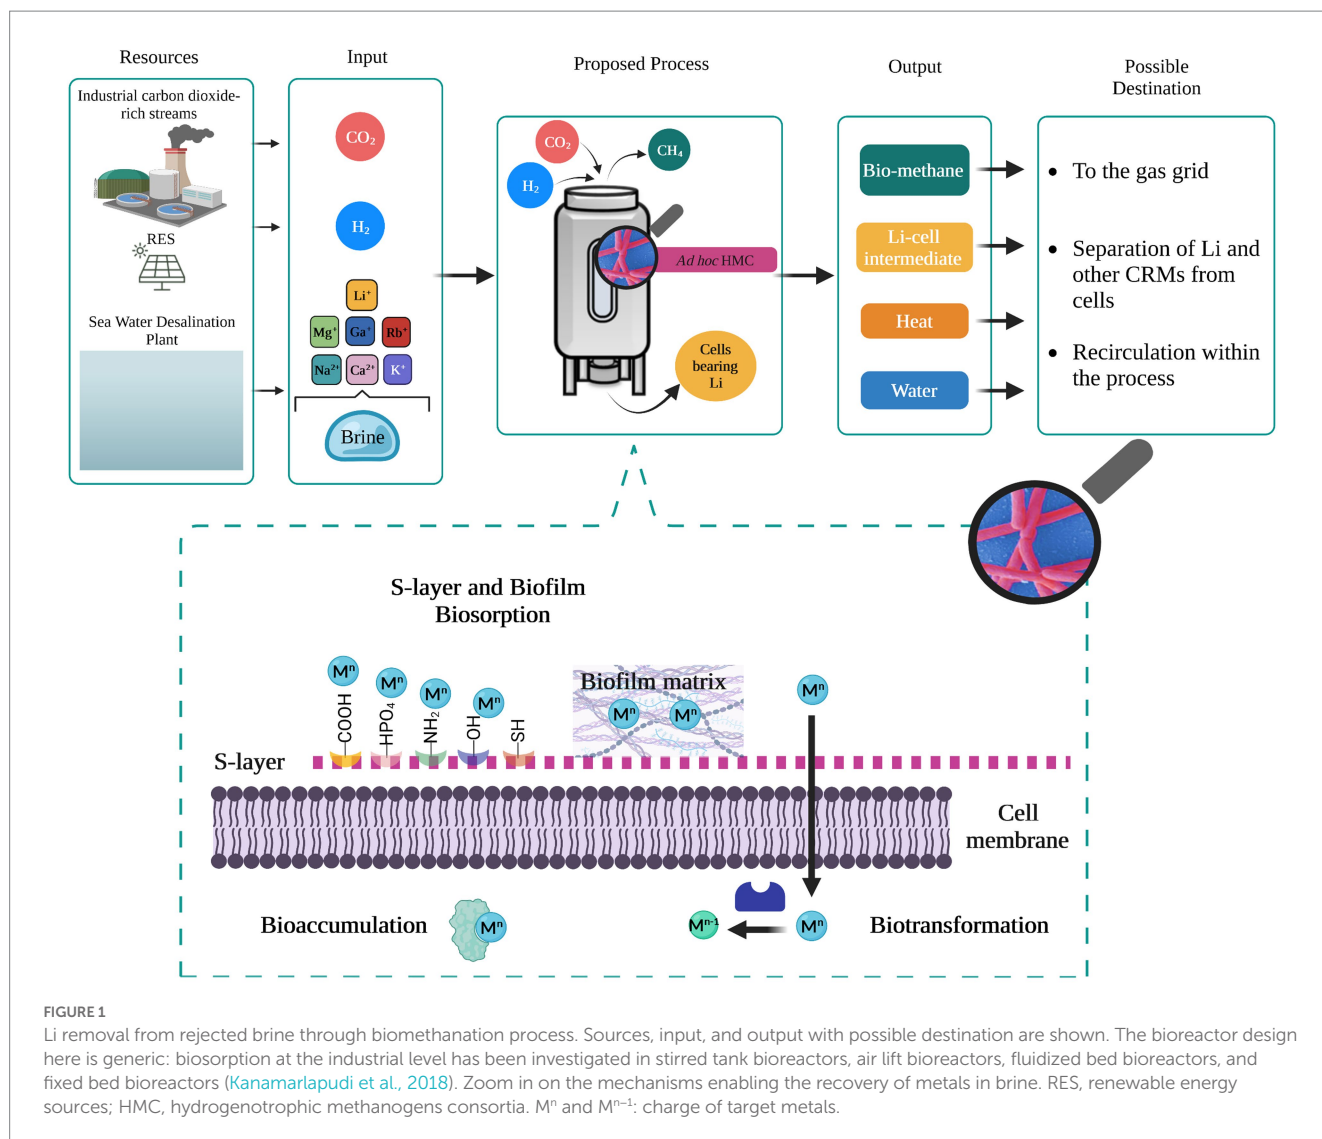 Resources
Input
Proposed Process
Output
Possible
Destination
Industrial carbon dioxide-
rich streams
RES
Sea Water Desalination
Plant
CO₂
H₂
Li⁺
Mg⁺
Ga⁺
Rb⁺
Na²⁺
Ca²⁺
K⁺
Brine
CO₂
CH₄
H₂
Ad hoc HMC
Cells
bearing
Li
Bio-methane
Li-cell
intermediate
Heat
Water
• To the gas grid
• Separation of Li and
other CRMs from
cells
• Recirculation within
the process
S-layer and Biofilm
Biosorption
Mⁿ
Mⁿ
Mⁿ
Mⁿ
COOH
HPO₄
NH₂
OH
SH
Biofilm matrix
Mⁿ
Mⁿ
Mⁿ
S-layer
Cell
membrane
Bioaccumulation
Mⁿ
Mⁿ⁻¹
Mⁿ
Biotransformation
FIGURE 1
Li removal from rejected brine through biomethanation process. Sources, input, and output with possible destination are shown. The bioreactor design
here is generic: biosorption at the industrial level has been investigated in stirred tank bioreactors, air lift bioreactors, fluidized bed bioreactors, and
fixed bed bioreactors (Kanamarlapudi et al., 2018). Zoom in on the mechanisms enabling the recovery of metals in brine. RES, renewable energy
sources; HMC, hydrogenotrophic methanogens consortia. Mⁿ and Mⁿ⁻¹: charge of target metals.